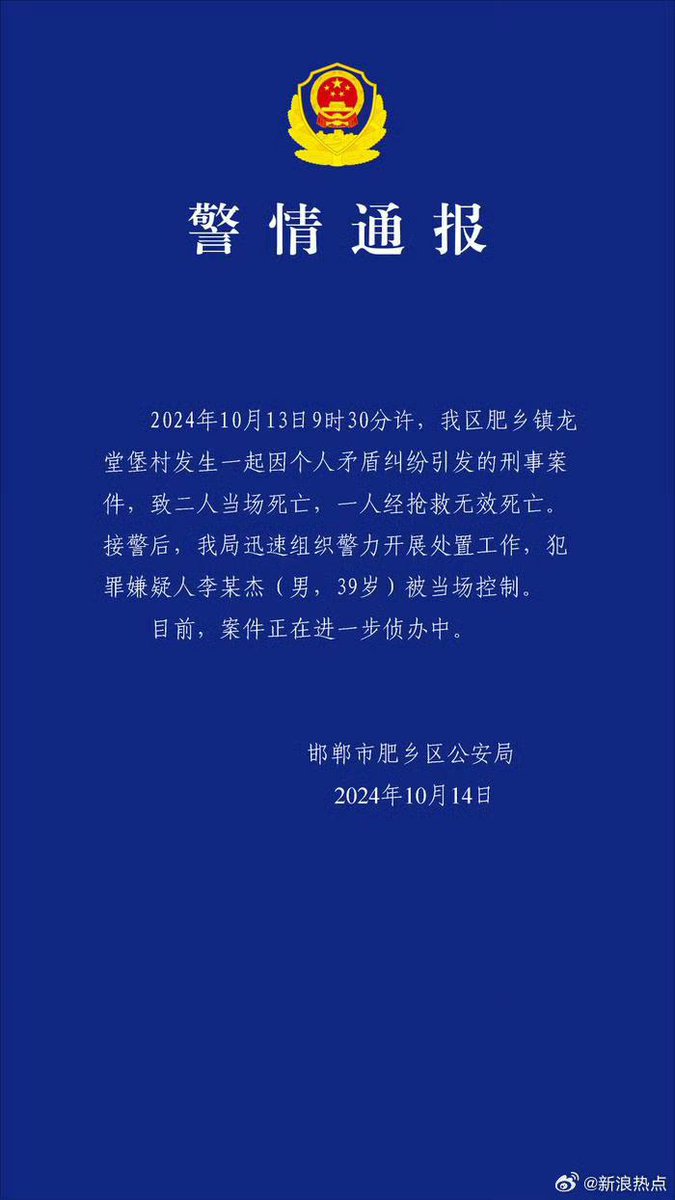 警情通报
2024年10月13日9时30分许，我区肥乡镇龙
堂堡村发生一起因个人矛盾纠纷引发的刑事案
件，致二人当场死亡，一人经抢救无效死亡。
接警后，我局迅速组织警力开展处置工作，犯
罪嫌疑人李某杰（男，39岁）被当场控制。
目前，案件正在进一步侦办中。
邯郸市肥乡区公安局
2024年10月14日
@新浪热点